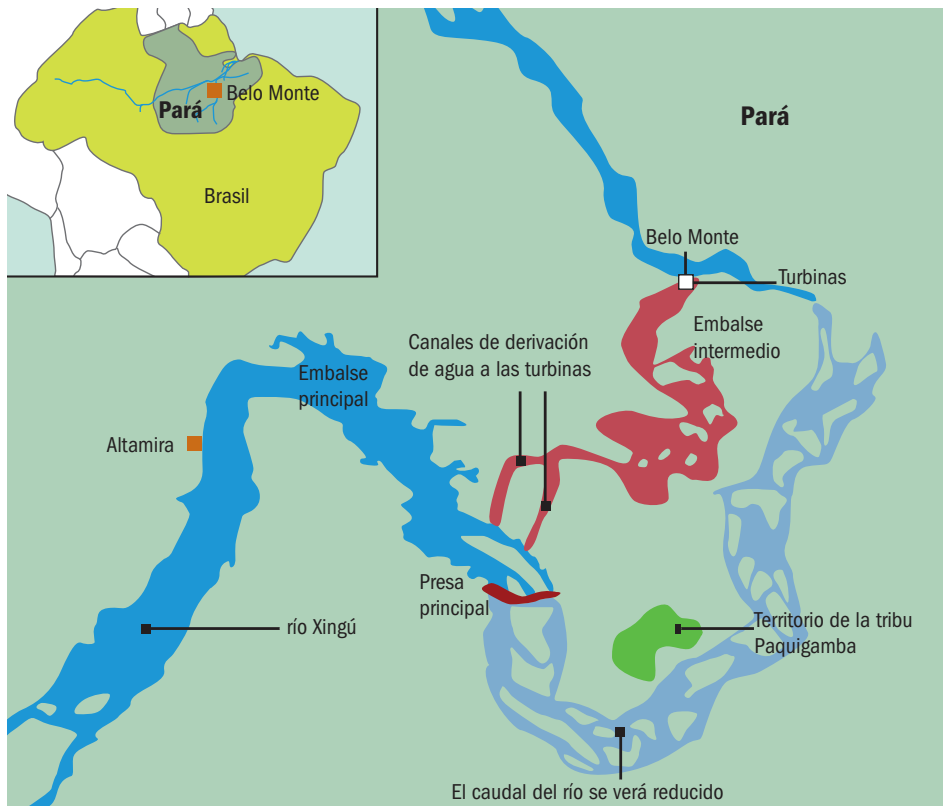 Pará
Belo Monte
Brasil
Pará
Belo Monte
Turbinas
Embalse
intermedio
Canales de derivación
de agua a las turbinas
Embalse
principal
Altamira
Presa
principal
río Xingú
Territorio de la tribu
Paquigamba
El caudal del río se verá reducido